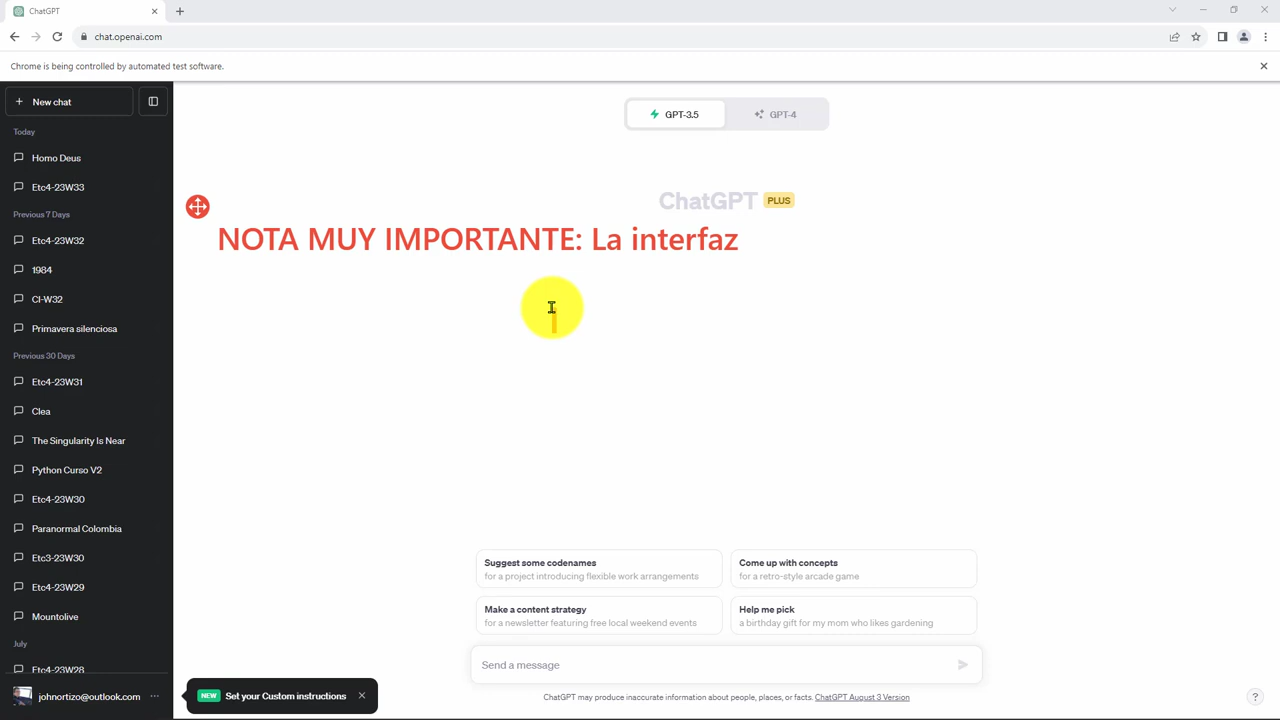 ChatGPT
chat.openai.com
Chrome is being controlled by automated test software.
New chat
Today
Homo Deus
Etc4-23W33
Previous 7 Days
Etc4-23W32
1984
CI-W32
Primavera silenciosa
Previous 30 Days
Etc4-23W31
Clea
The Singularity Is Near
Python Curso V2
Etc4-23W30
Paranormal Colombia
Etc3-23W30
Etc4-23W29
Mountolive
July
Etc4-23W28
johnortizo@outlook.com
NEW Set your Custom instructions
GPT-3.5 GPT-4
ChatGPT PLUS
NOTA MUY IMPORTANTE: La interfaz
Suggest some codenames
for a project introducing flexible work arrangements
Come up with concepts
for a retro-style arcade game
Make a content strategy
for a newsletter featuring free local weekend events
Help me pick
a birthday gift for my mom who likes gardening
Send a message
ChatGPT may produce inaccurate information about people, places, or facts. ChatGPT August 3 Version
?